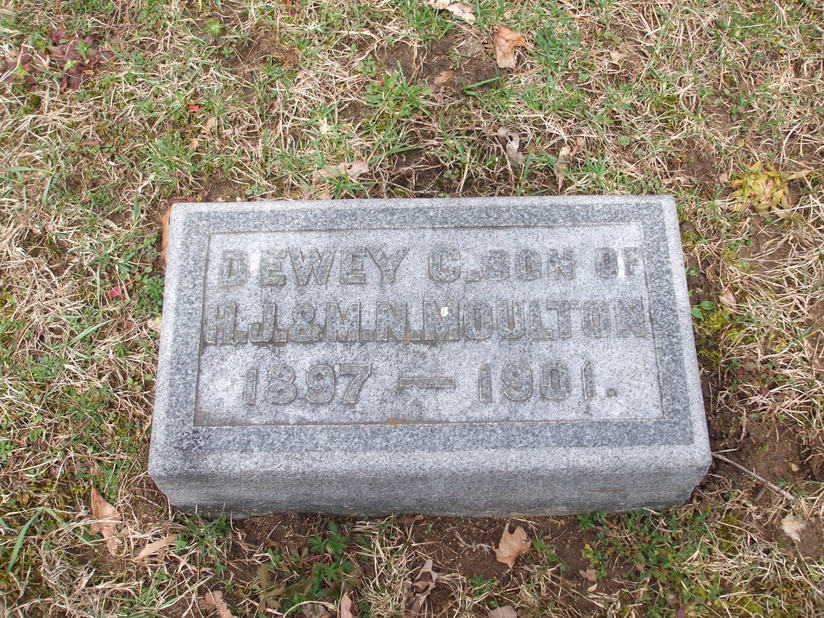 DEWEY C. SON OF
H.J. & M.N. MOULTON
1897 — 1901.